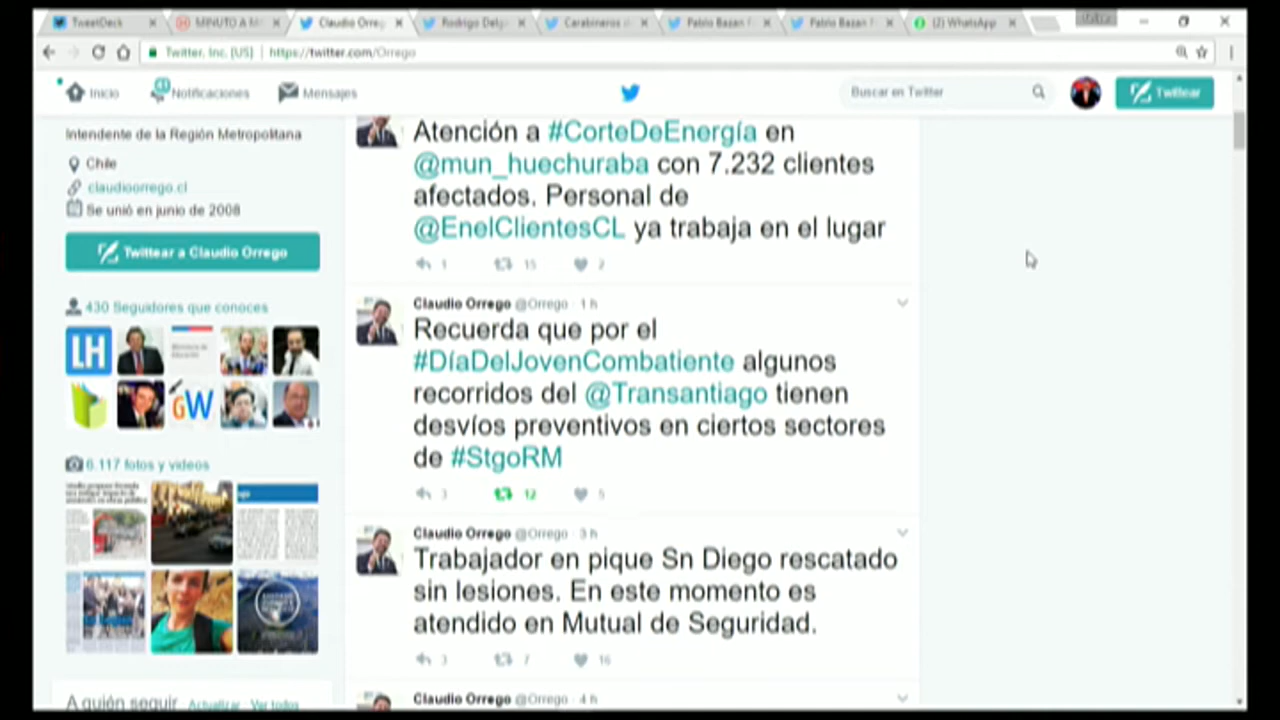 TweetDeck
MINUTO A M
Claudio Orreg
Rodrigo Delg
Carabineros
Pablo Bazan
Pablo Bazan
(2) WhatsApp
Twitter, Inc. [US] | https://twitter.com/Orrego
Inicio
Notificaciones
Mensajes
Buscar en Twitter
Twittear
Intendente de la Región Metropolitana
Chile
claudioorrego.cl
Se unió en junio de 2008
Twittear a Claudio Orrego
430 Seguidores que conoces
LH
GW
6.117 fotos y videos
A quién seguir Actualizar Ver todos
Atención a #CorteDeEnergía en
@mun_huechuraba con 7.232 clientes
afectados. Personal de
@EnelClientesCL ya trabaja en el lugar
1 15 2
Claudio Orrego @Orrego · 1 h
Recuerda que por el
#DíaDelJovenCombatiente algunos
recorridos del @Transantiago tienen
desvíos preventivos en ciertos sectores
de #StgoRM
3 12 5
Claudio Orrego @Orrego · 3 h
Trabajador en pique Sn Diego rescatado
sin lesiones. En este momento es
atendido en Mutual de Seguridad.
3 7 16
Claudio Orrego @Orrego · 4 h